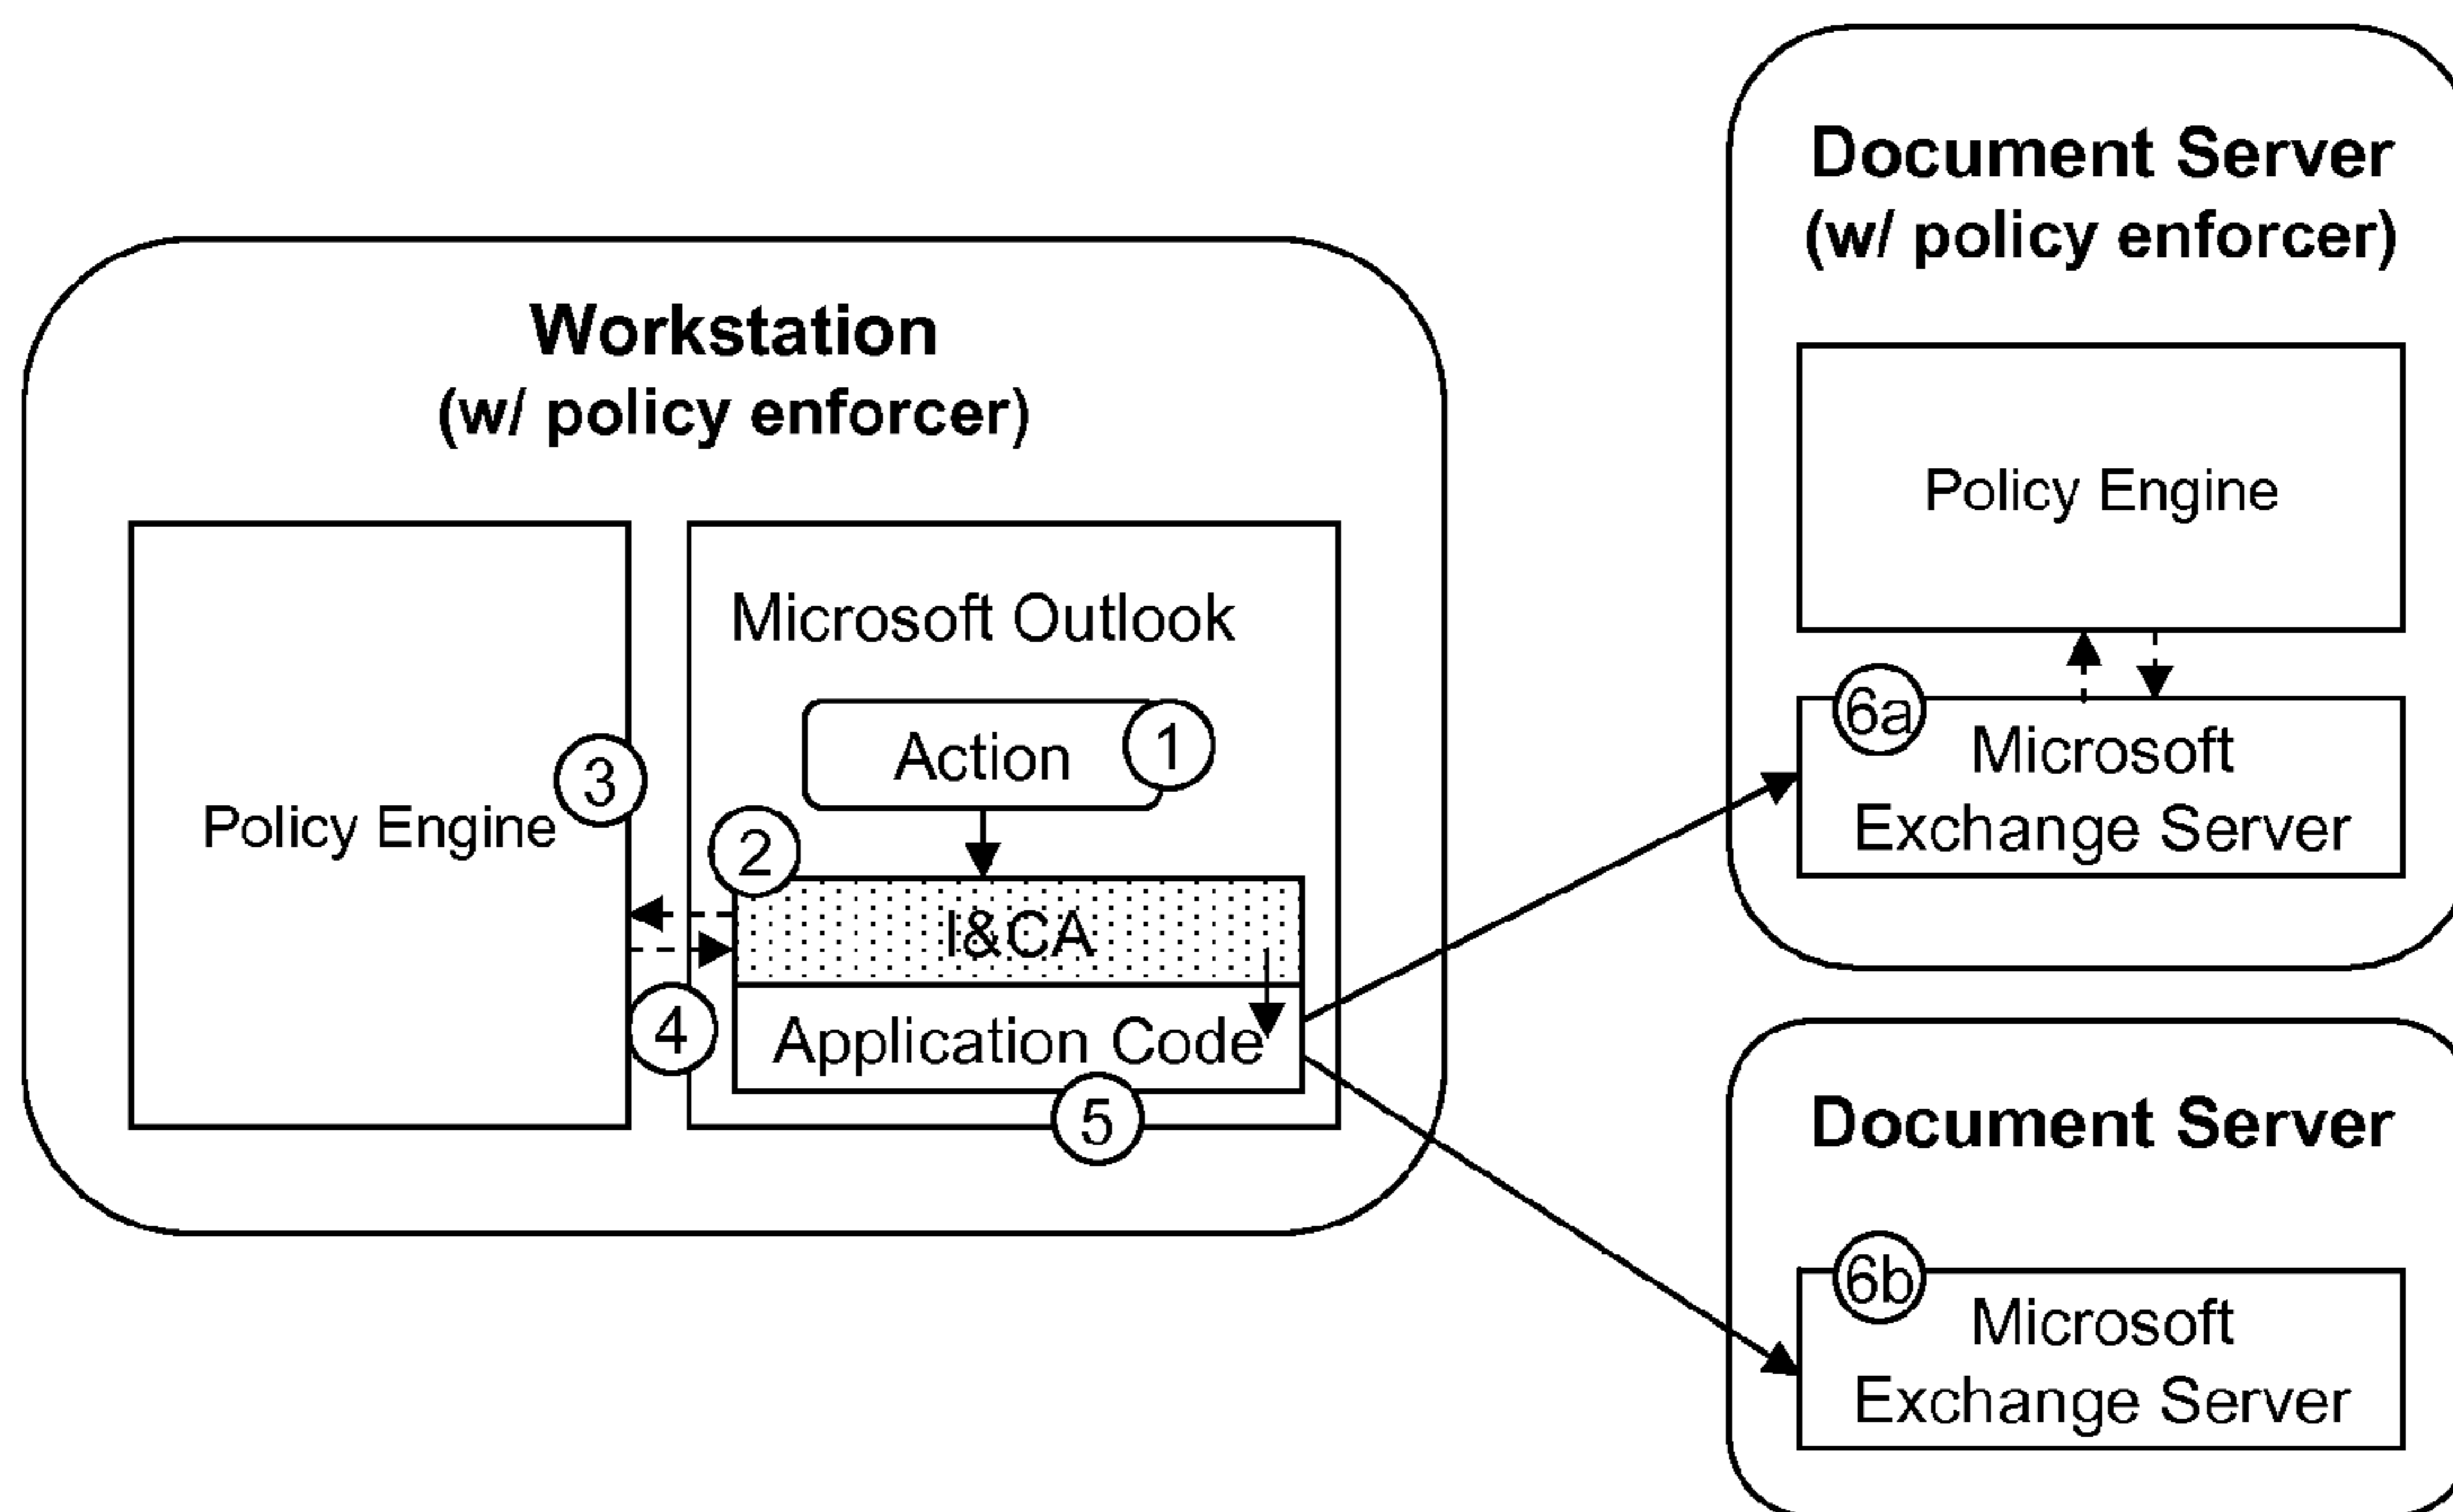 Workstation
(w/ policy enforcer)
Policy Engine
3
Microsoft Outlook
Action
1
2
I&CA
4
Application Code
5
Document Server
(w/ policy enforcer)
Policy Engine
6a
Microsoft
Exchange Server
Document Server
6b
Microsoft
Exchange Server